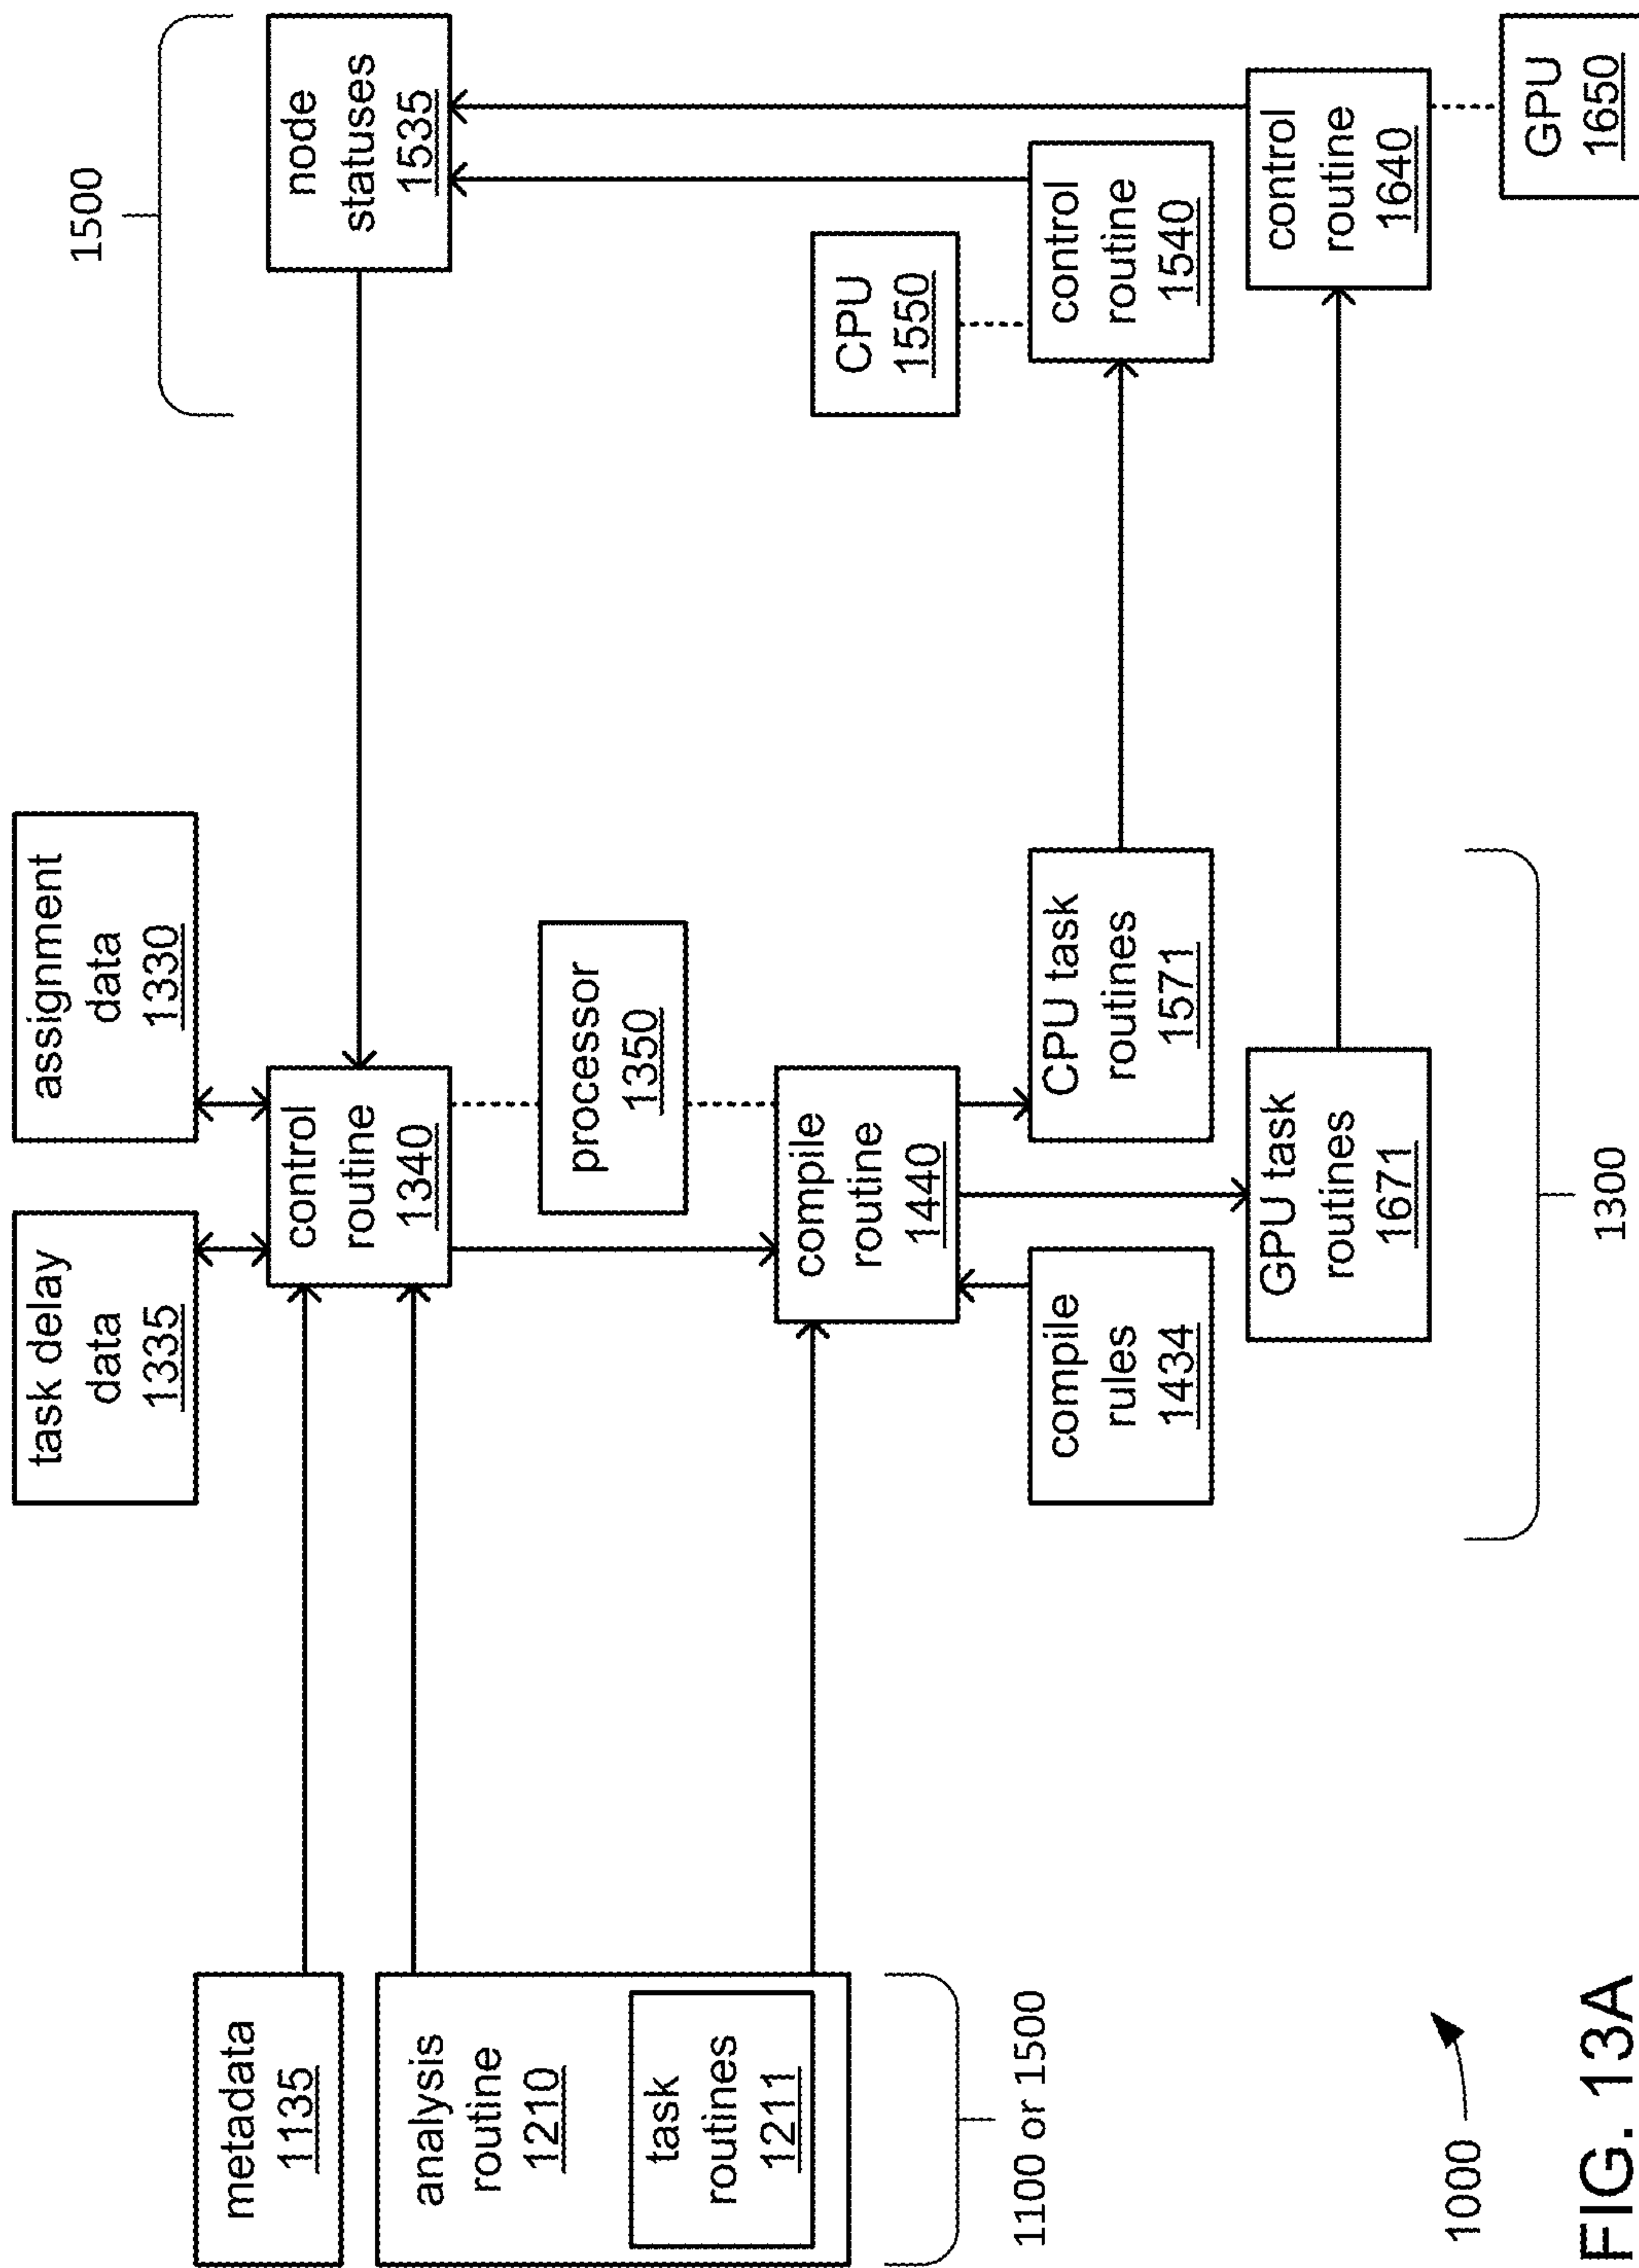 task delay
data
1335
assignment
data
1330
1500
metadata
1135
control
routine
1340
node
statuses
1535
analysis
routine
1210
task
routines
1211
processor
1350
compile
routine
1440
CPU
1550
1100 or 1500
compile
rules
1434
CPU task
routines
1571
control
routine
1540
GPU task
routines
1671
control
routine
1640
1300
GPU
1650
1000
FIG. 13A